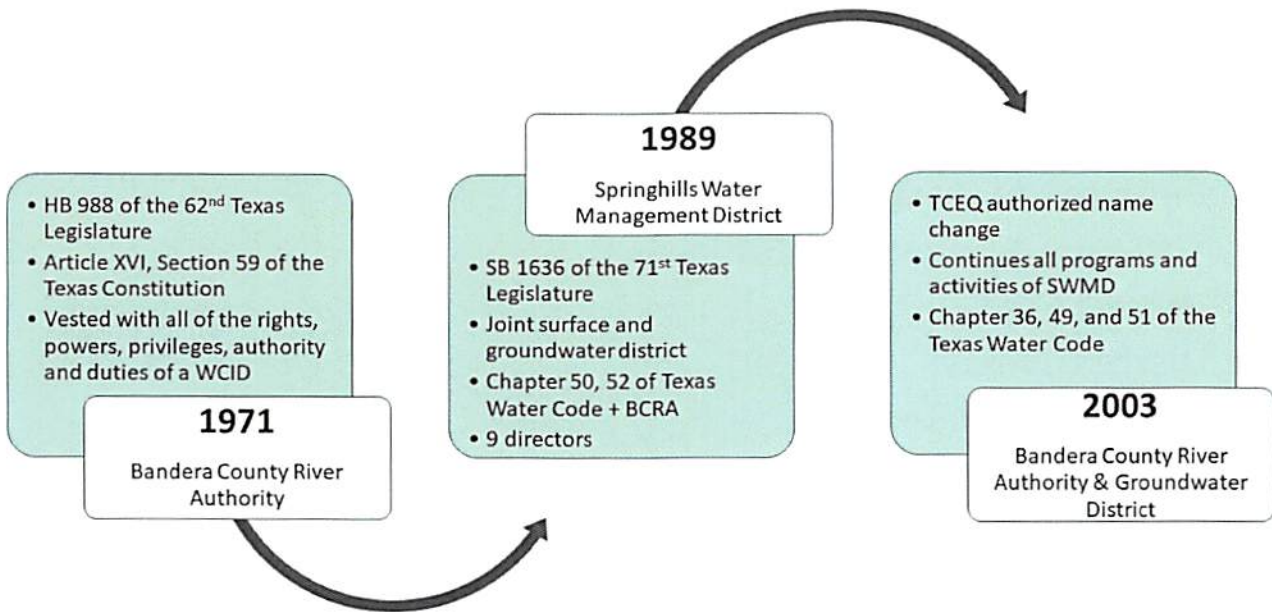 • HB 988 of the 62nd Texas
Legislature
• Article XVI, Section 59 of the
Texas Constitution
• Vested with all of the rights,
powers, privileges, authority
and duties of a WCID
1971
Bandera County River
Authority
1989
Springhills Water
Management District
• SB 1636 of the 71st Texas
Legislature
• Joint surface and
groundwater district
• Chapter 50, 52 of Texas
Water Code + BCRA
• 9 directors
• TCEQ authorized name
change
• Continues all programs and
activities of SWMD
• Chapter 36, 49, and 51 of the
Texas Water Code
2003
Bandera County River
Authority & Groundwater
District